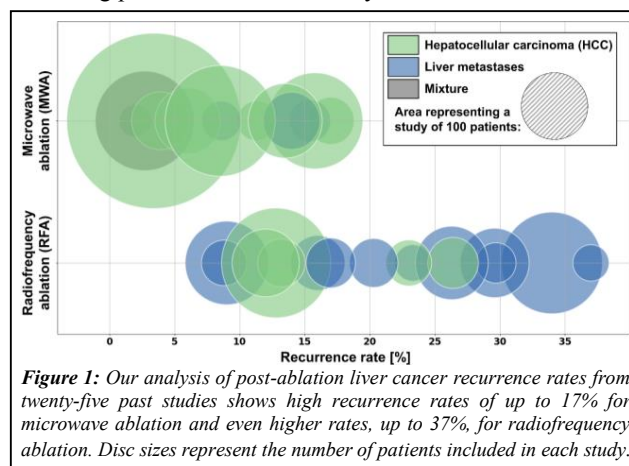 Microwave
ablation (MWA)
Radiofrequency
ablation (RFA)
Hepatocellular carcinoma (HCC)
Liver metastases
Mixture
Area representing a
study of 100 patients:
0 5 10 15 20 25 30 35
Recurrence rate [%]
Figure 1: Our analysis of post-ablation liver cancer recurrence rates from
twenty-five past studies shows high recurrence rates of up to 17% for
microwave ablation and even higher rates, up to 37%, for radiofrequency
ablation. Disc sizes represent the number of patients included in each study.